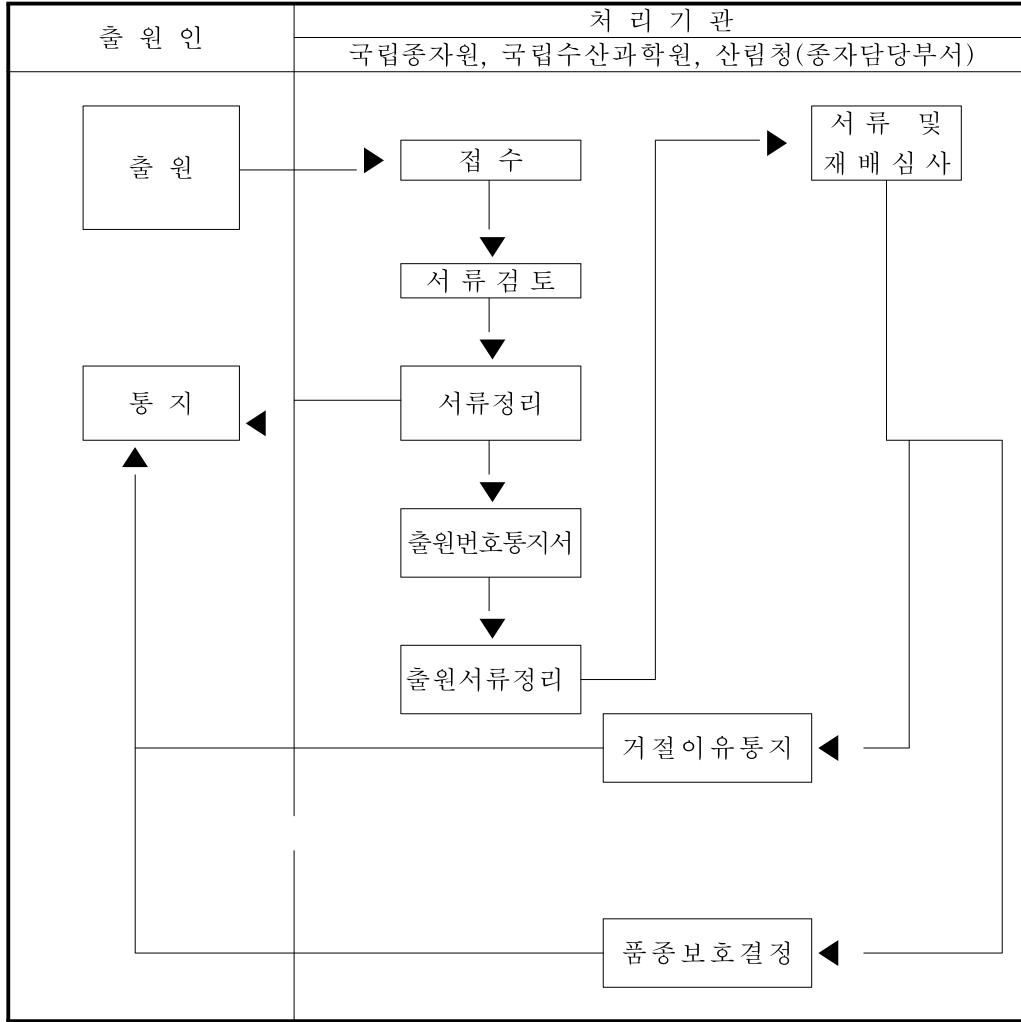 출 원 인
처 리 기 관
국립종자원, 국립수산과학원, 산림청(종자담당부서)
출 원
접 수
서 류 및
재 배 심 사
서 류 검 토
통 지
서류정리
출원번호통지서
출원서류정리
거절이유통지
품종보호결정